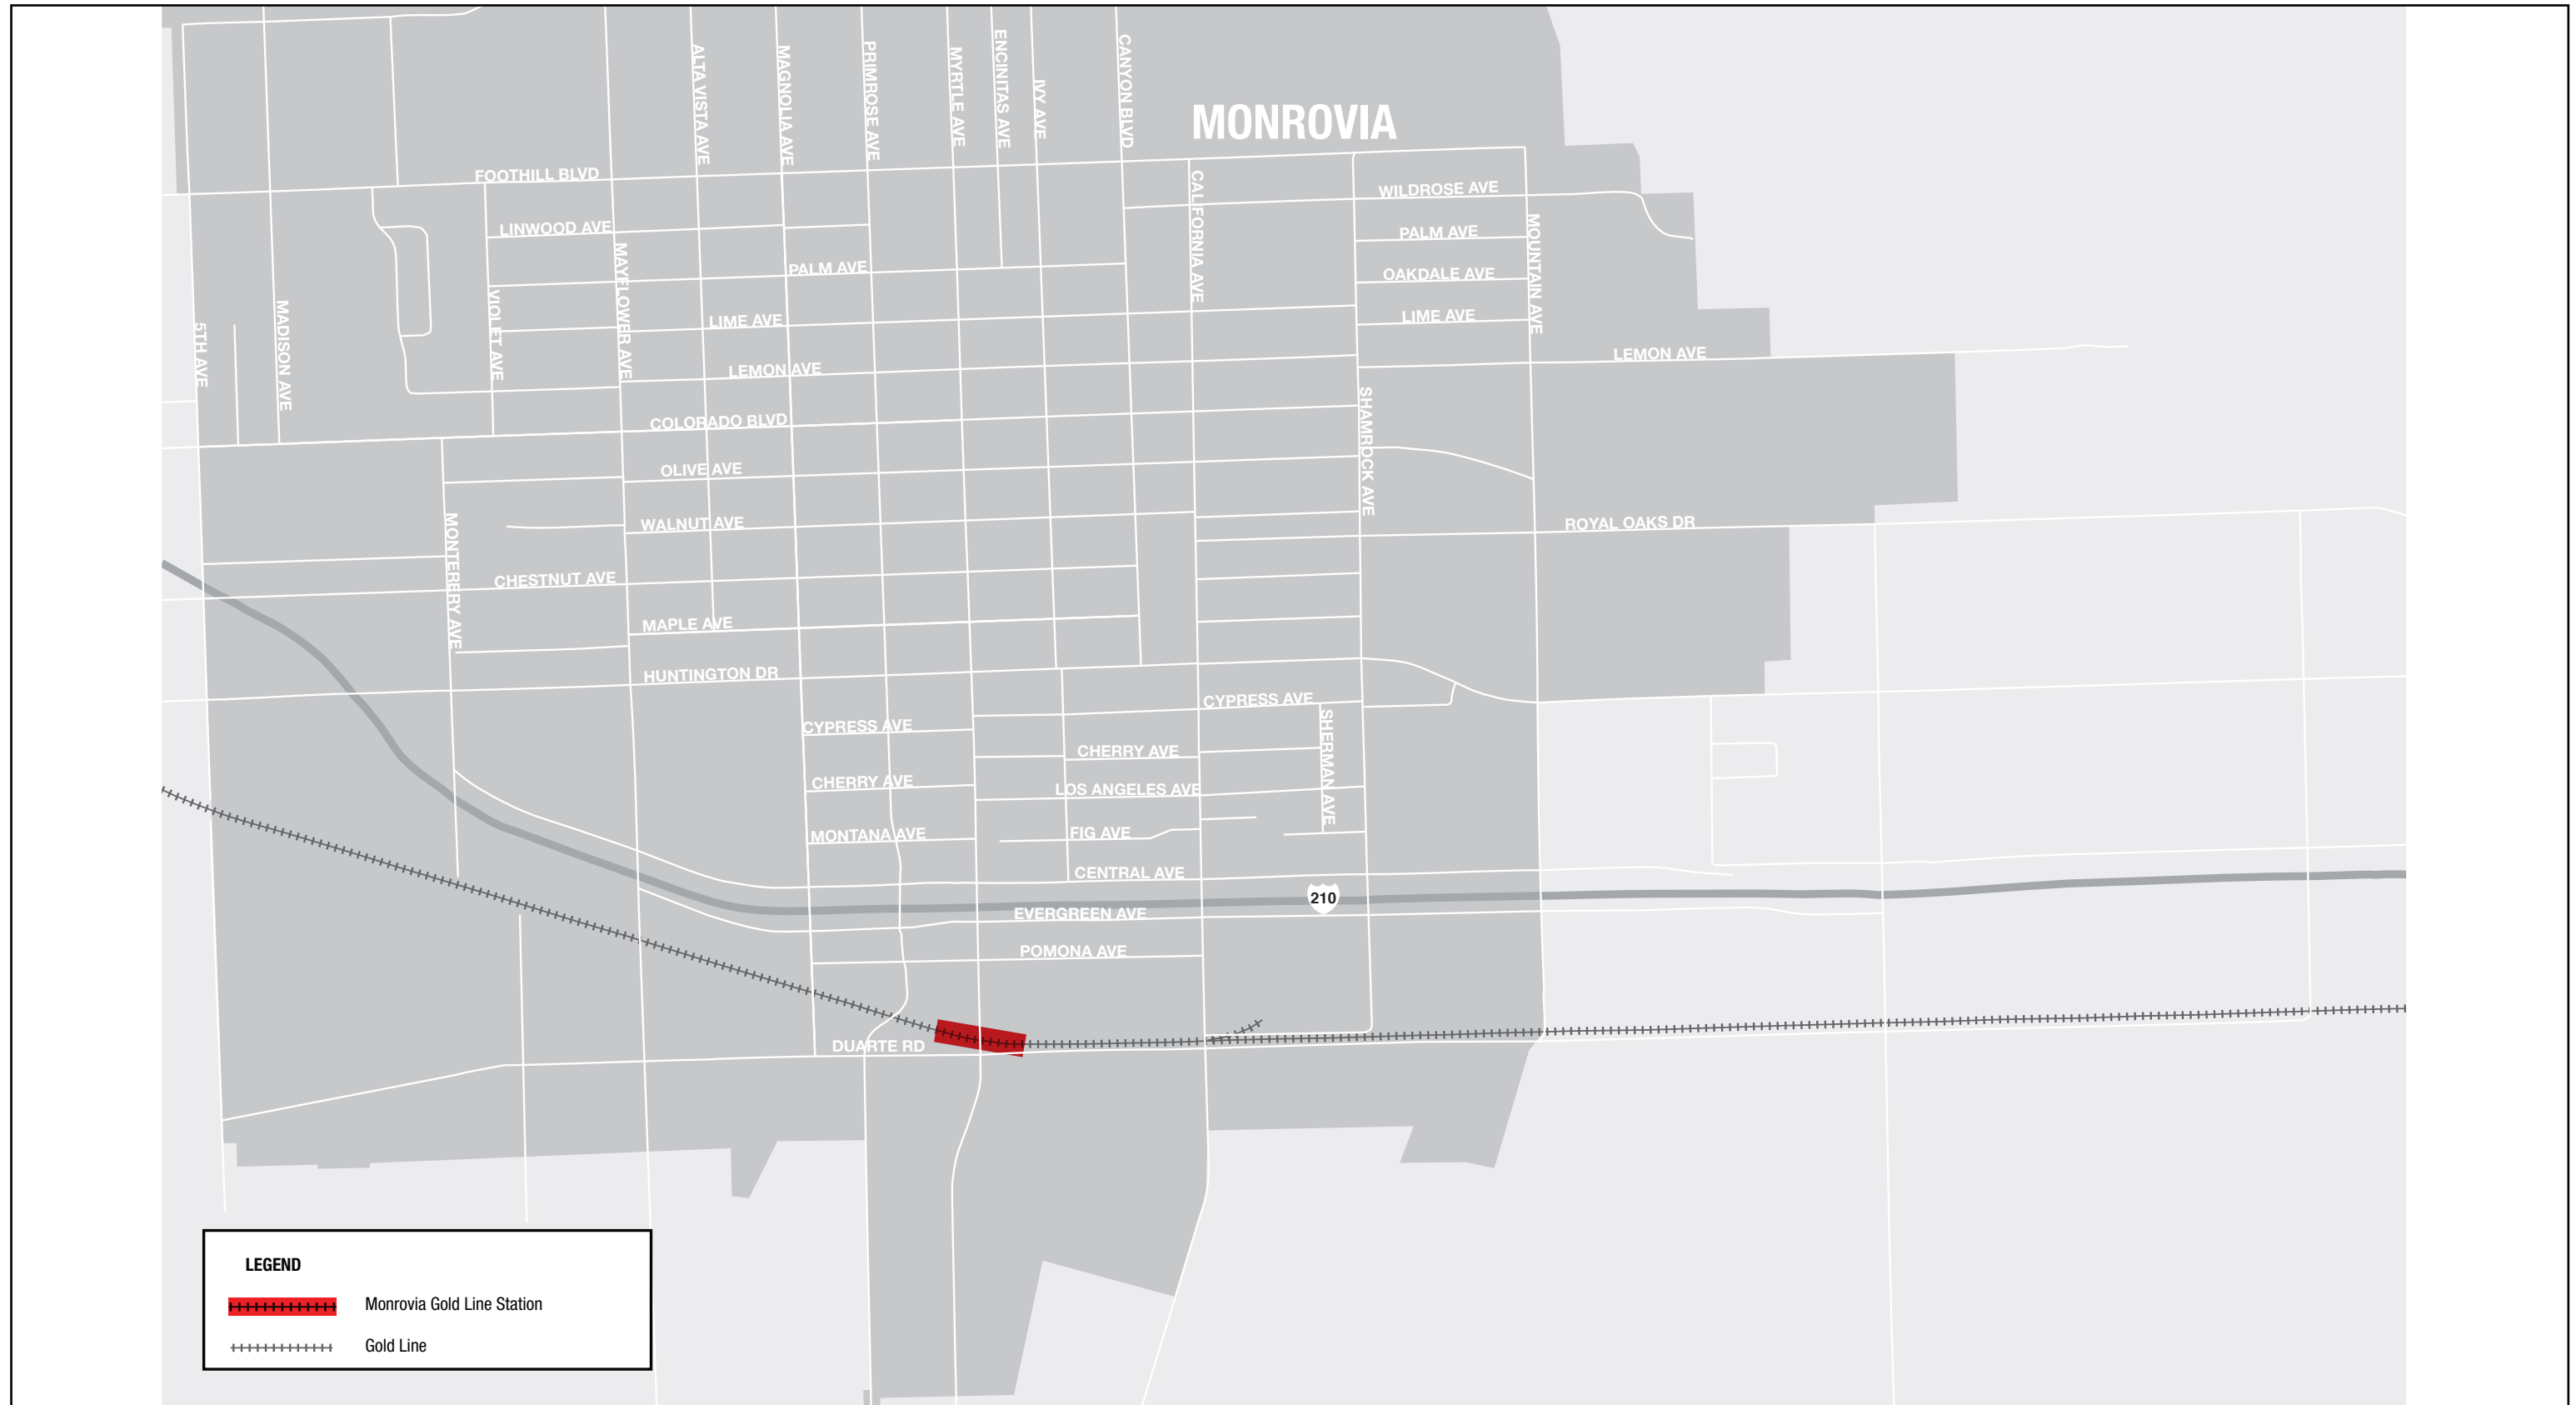 ALTA VISTA AVE
MAGNOLIA AVE
PRIMROSE AVE
MYRTLE AVE
ENCINITAS AVE
IVY AVE
CANYON BLVD
MONROVIA
FOOTHILL BLVD
CALIFORNIA AVE
WILDROSE AVE
LINWOOD AVE
PALM AVE
MOUNTAIN AVE
MAYFLOWER AVE
PALM AVE
OAKDALE AVE
VIOLET AVE
MADISON AVE
5TH AVE
LIME AVE
LIME AVE
LEMON AVE
LEMON AVE
SHAMROCK AVE
COLORADO BLVD
OLIVE AVE
WALNUT AVE
ROYAL OAKS DR
MONTEREY AVE
CHESTNUT AVE
MAPLE AVE
HUNTINGTON DR
CYPRESS AVE
CYPRESS AVE
SHERMAN AVE
CHERRY AVE
CHERRY AVE
LOS ANGELES AVE
MONTANA AVE
FIG AVE
CENTRAL AVE
210
EVERGREEN AVE
POMONA AVE
DUARTE RD
LEGEND
Monrovia Gold Line Station
Gold Line